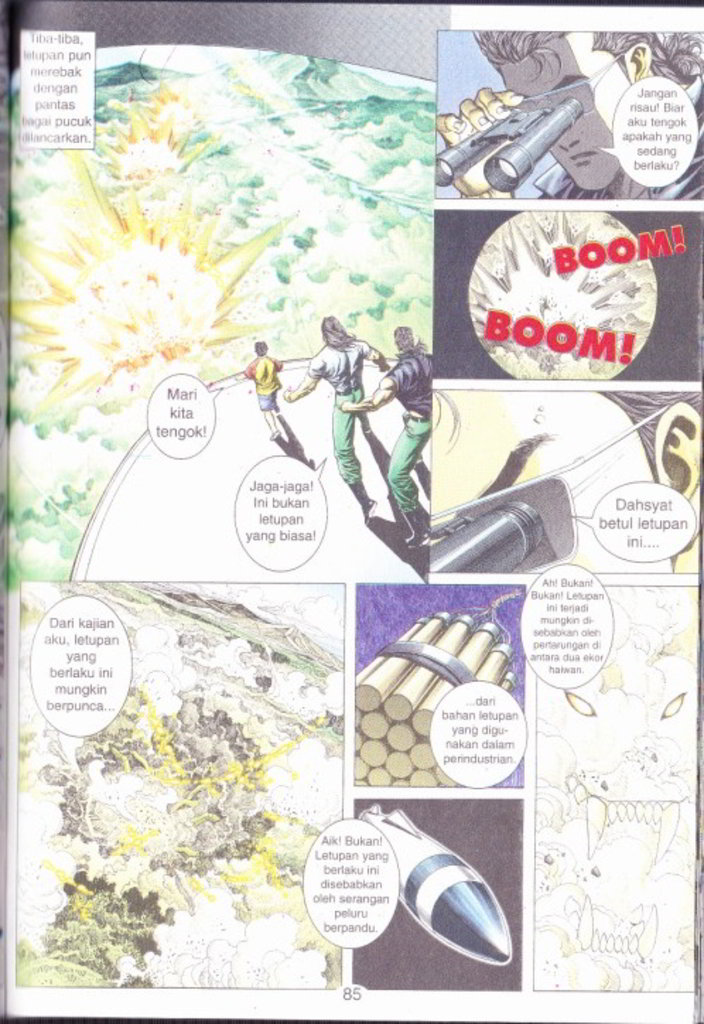 Tiba-tiba,
letupan pun
merebak
dengan
pantas
bagai pucuk
dilancarkan.
Jangan
risau! Biar
aku tengok
apakah yang
sedang
berlaku?
BOOM!
BOOM!
Mari
kita
tengok!
Jaga-jaga!
Ini bukan
letupan
yang biasa!
Dahsyat
betul letupan
ini....
Dari kajian
aku, letupan
yang
berlaku ini
mungkin
berpunca...
...dari
bahan letupan
yang digu-
nakan dalam
perindustrian.
Aik! Bukan!
Letupan yang
berlaku ini
disebabkan
oleh serangan
peluru
berpandu.
Ah! Bukan!
Bukan! Letupan
ini terjadi
mungkin di-
sebabkan oleh
pertarungan di
antara dua ekor
haiwan.
85